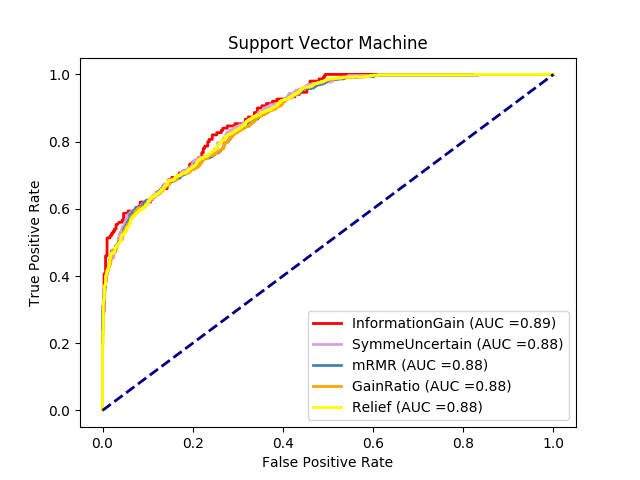 Support Vector Machine
True Positive Rate
1.0
0.8
0.6
0.4
0.2
0.0
InformationGain (AUC =0.89)
SymmeUncertain (AUC =0.88)
mRMR (AUC =0.88)
GainRatio (AUC =0.88)
Relief (AUC =0.88)
0.0 0.2 0.4 0.6 0.8 1.0
False Positive Rate